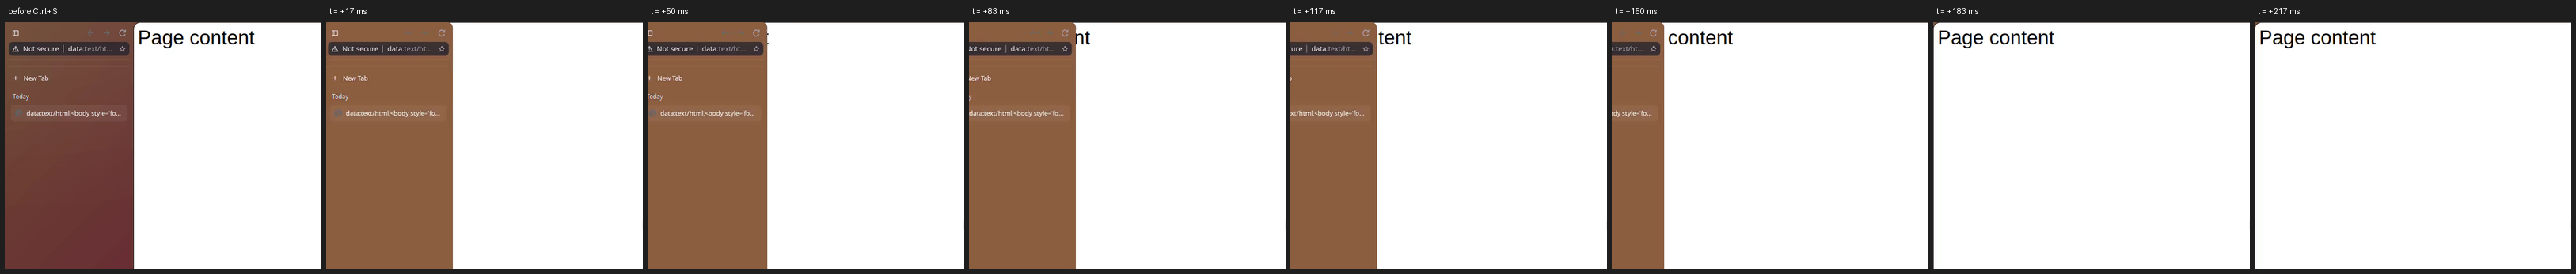 before Ctrl+S
Not secure | data:text/ht...
+ New Tab
Today
data:text/html,<body style='fo...
Page content
t = +17 ms
Not secure | data:text/ht...
+ New Tab
Today
data:text/html,<body style='fo...
t = +50 ms
Not secure | data:text/ht...
+ New Tab
Today
data:text/html,<body style='fo...
t = +83 ms
Not secure | data:text/ht...
New Tab
data:text/html,<body style='fo...
nt
t = +117 ms
ure | data:text/ht...
xt/html,<body style='fo...
tent
t = +150 ms
a:text/ht...
dy style='fo...
content
t = +183 ms
Page content
t = +217 ms
Page content